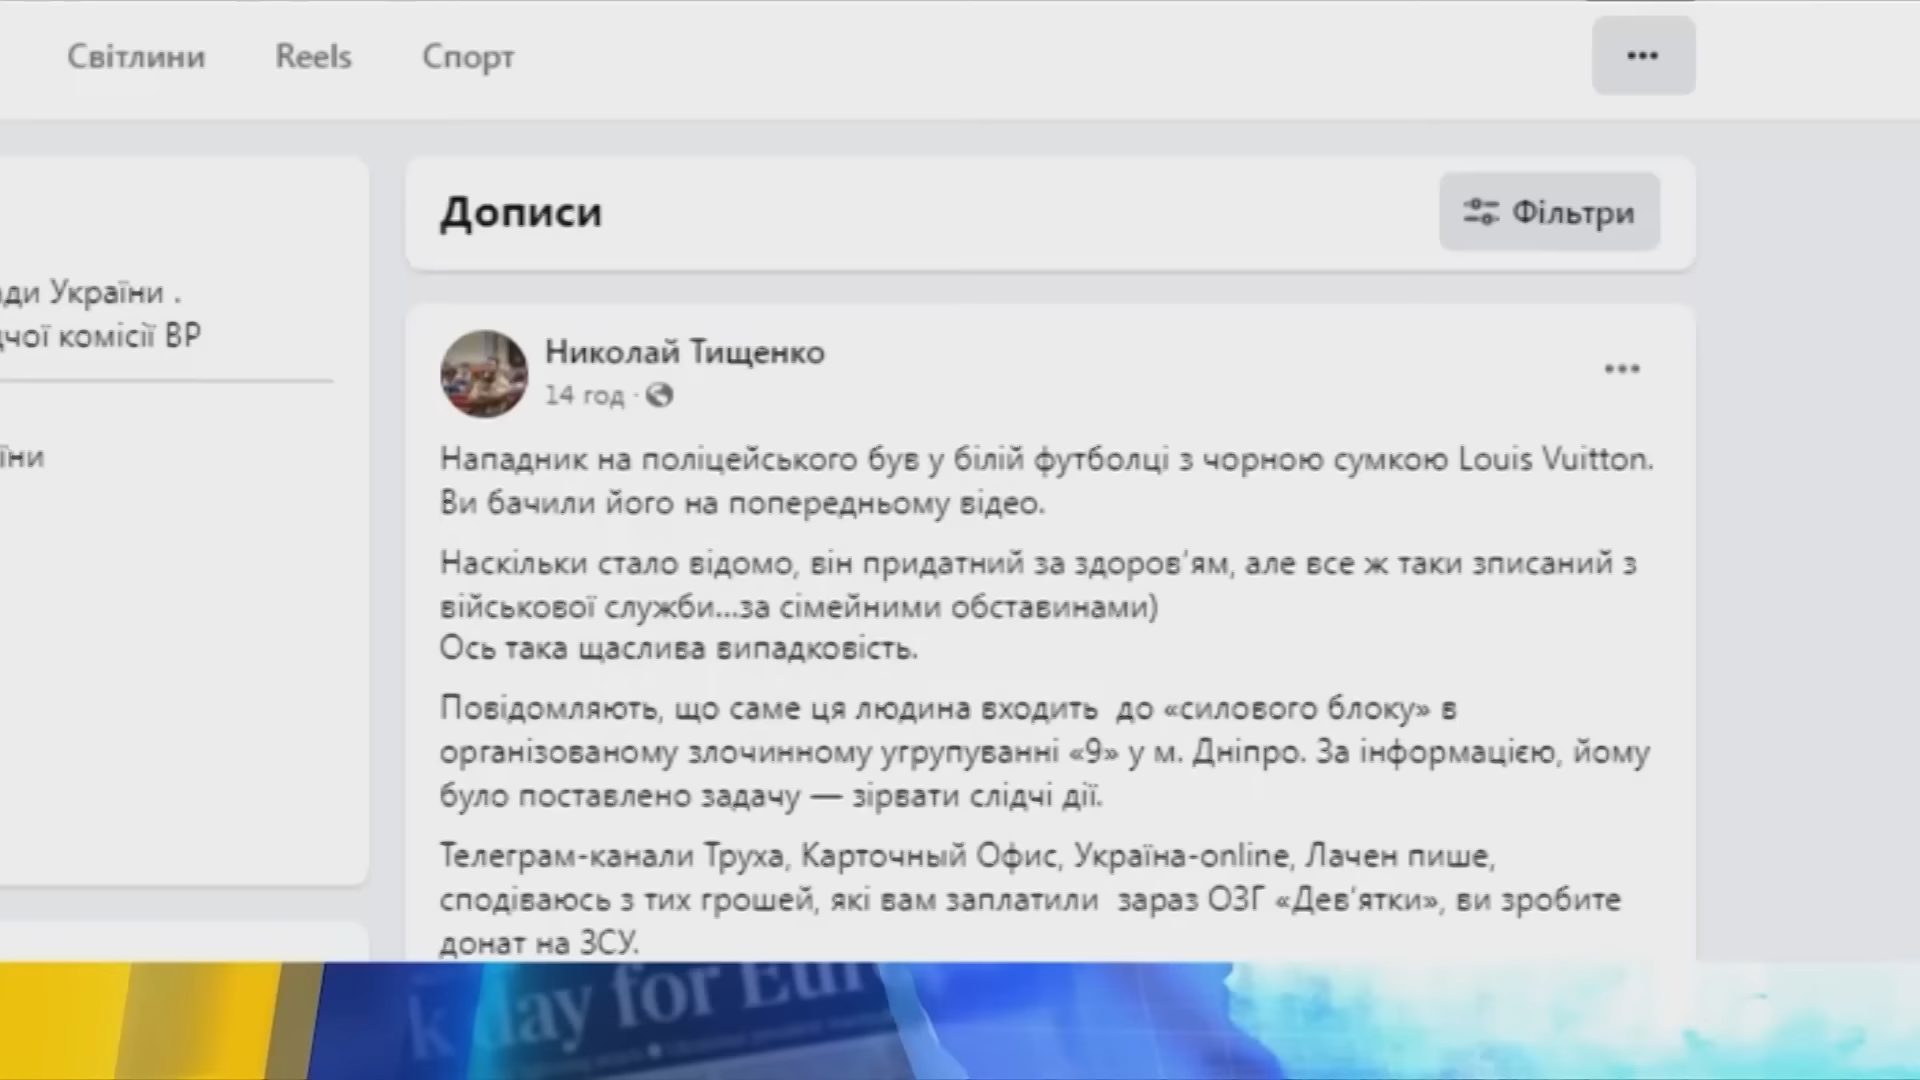 Світлини Reels Спорт
Дописи
Фільтри
ди України .
чої комісії ВР
їни
Николай Тищенко
14 год ·
Нападник на поліцейського був у білій футболці з чорною сумкою Louis Vuitton.
Ви бачили його на попередньому відео.
Наскільки стало відомо, він придатний за здоров'ям, але все ж таки зписаний з
військової служби...за сімейними обставинами)
Ось така щаслива випадковість.
Повідомляють, що саме ця людина входить до «силового блоку» в
організованому злочинному угрупуванні «9» у м. Дніпро. За інформацією, йому
було поставлено задачу — зірвати слідчі дії.
Телеграм-канали Труха, Карточный Офис, Україна-online, Лачен пише,
сподіваюсь з тих грошей, які вам заплатили зараз ОЗГ «Дев'ятки», ви зробите
донат на ЗСУ.
k day for Eur